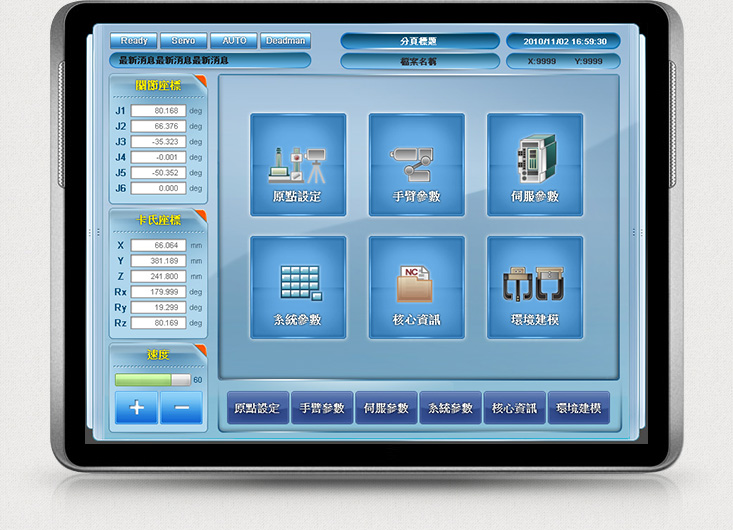 Ready Servo AUTO Deadman 分頁標題 2010/11/02 16:59:30
最新消息最新消息最新消息 檔案名稱 X:9999 Y:9999
關節座標
J1 80.168 deg
J2 66.376 deg
J3 -35.323 deg
J4 -0.001 deg
J5 -50.352 deg
J6 0.000 deg
卡氏座標
X 66.064 mm
Y 381.189 mm
Z 241.800 mm
Rx 179.999 deg
Ry 19.299 deg
Rz 80.169 deg
速度
60
+ −
原點設定 手臂參數 伺服參數
NC
系統參數 核心資訊 環境建模
原點設定 手臂參數 伺服參數 系統參數 核心資訊 環境建模